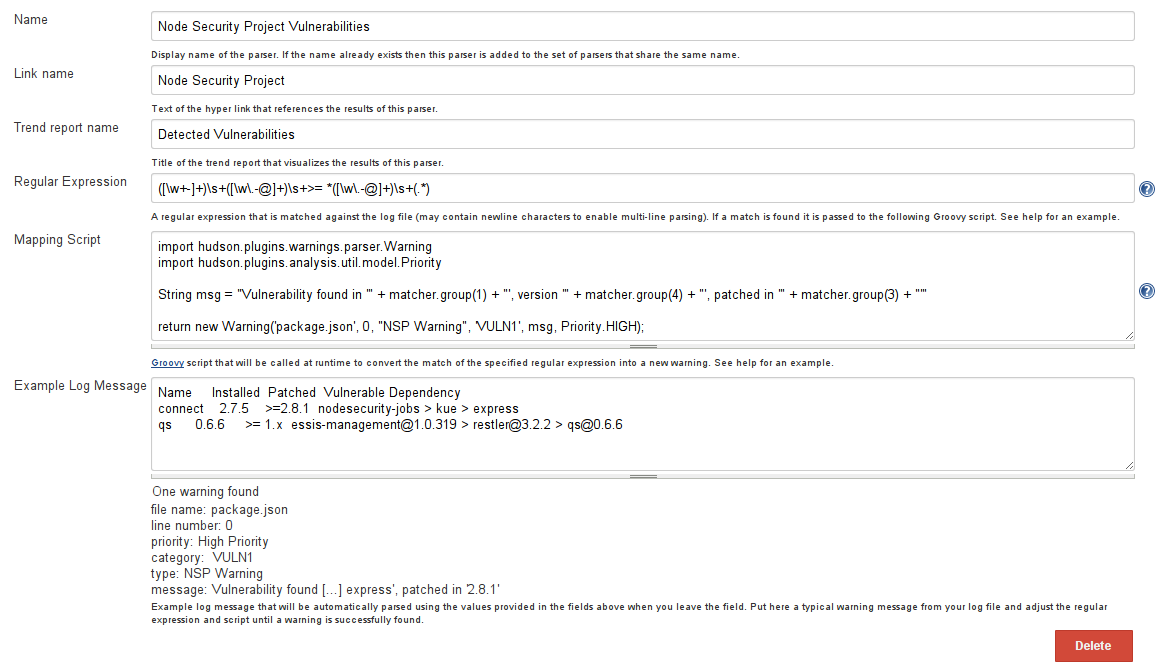 Name
Node Security Project Vulnerabilities
Display name of the parser. If the name already exists then this parser is added to the set of parsers that share the same name.
Link name
Node Security Project
Text of the hyper link that references the results of this parser.
Trend report name
Detected Vulnerabilities
Title of the trend report that visualizes the results of this parser.
Regular Expression
([\w+-]+)\s+([\w\.-@]+)\s+>= *([\w\.-@]+)\s+(.*)
?
A regular expression that is matched against the log file (may contain newline characters to enable multi-line parsing). If a match is found it is passed to the following Groovy script. See help for an example.
Mapping Script
import hudson.plugins.warnings.parser.Warning
import hudson.plugins.analysis.util.model.Priority
String msg = "Vulnerability found in '" + matcher.group(1) + "', version '" + matcher.group(4) + "', patched in '" + matcher.group(3) + "'"
return new Warning('package.json', 0, "NSP Warning", 'VULN1', msg, Priority.HIGH);
?
Groovy script that will be called at runtime to convert the match of the specified regular expression into a new warning. See help for an example.
Example Log Message
Name Installed Patched Vulnerable Dependency
connect 2.7.5 >=2.8.1 nodesecurity-jobs > kue > express
qs 0.6.6 >= 1.x essis-management@1.0.319 > restler@3.2.2 > qs@0.6.6
One warning found
file name: package.json
line number: 0
priority: High Priority
category: VULN1
type: NSP Warning
message: Vulnerability found [...] express', patched in '2.8.1'
Example log message that will be automatically parsed using the values provided in the fields above when you leave the field. Put here a typical warning message from your log file and adjust the regular
expression and script until a warning is successfully found.
Delete